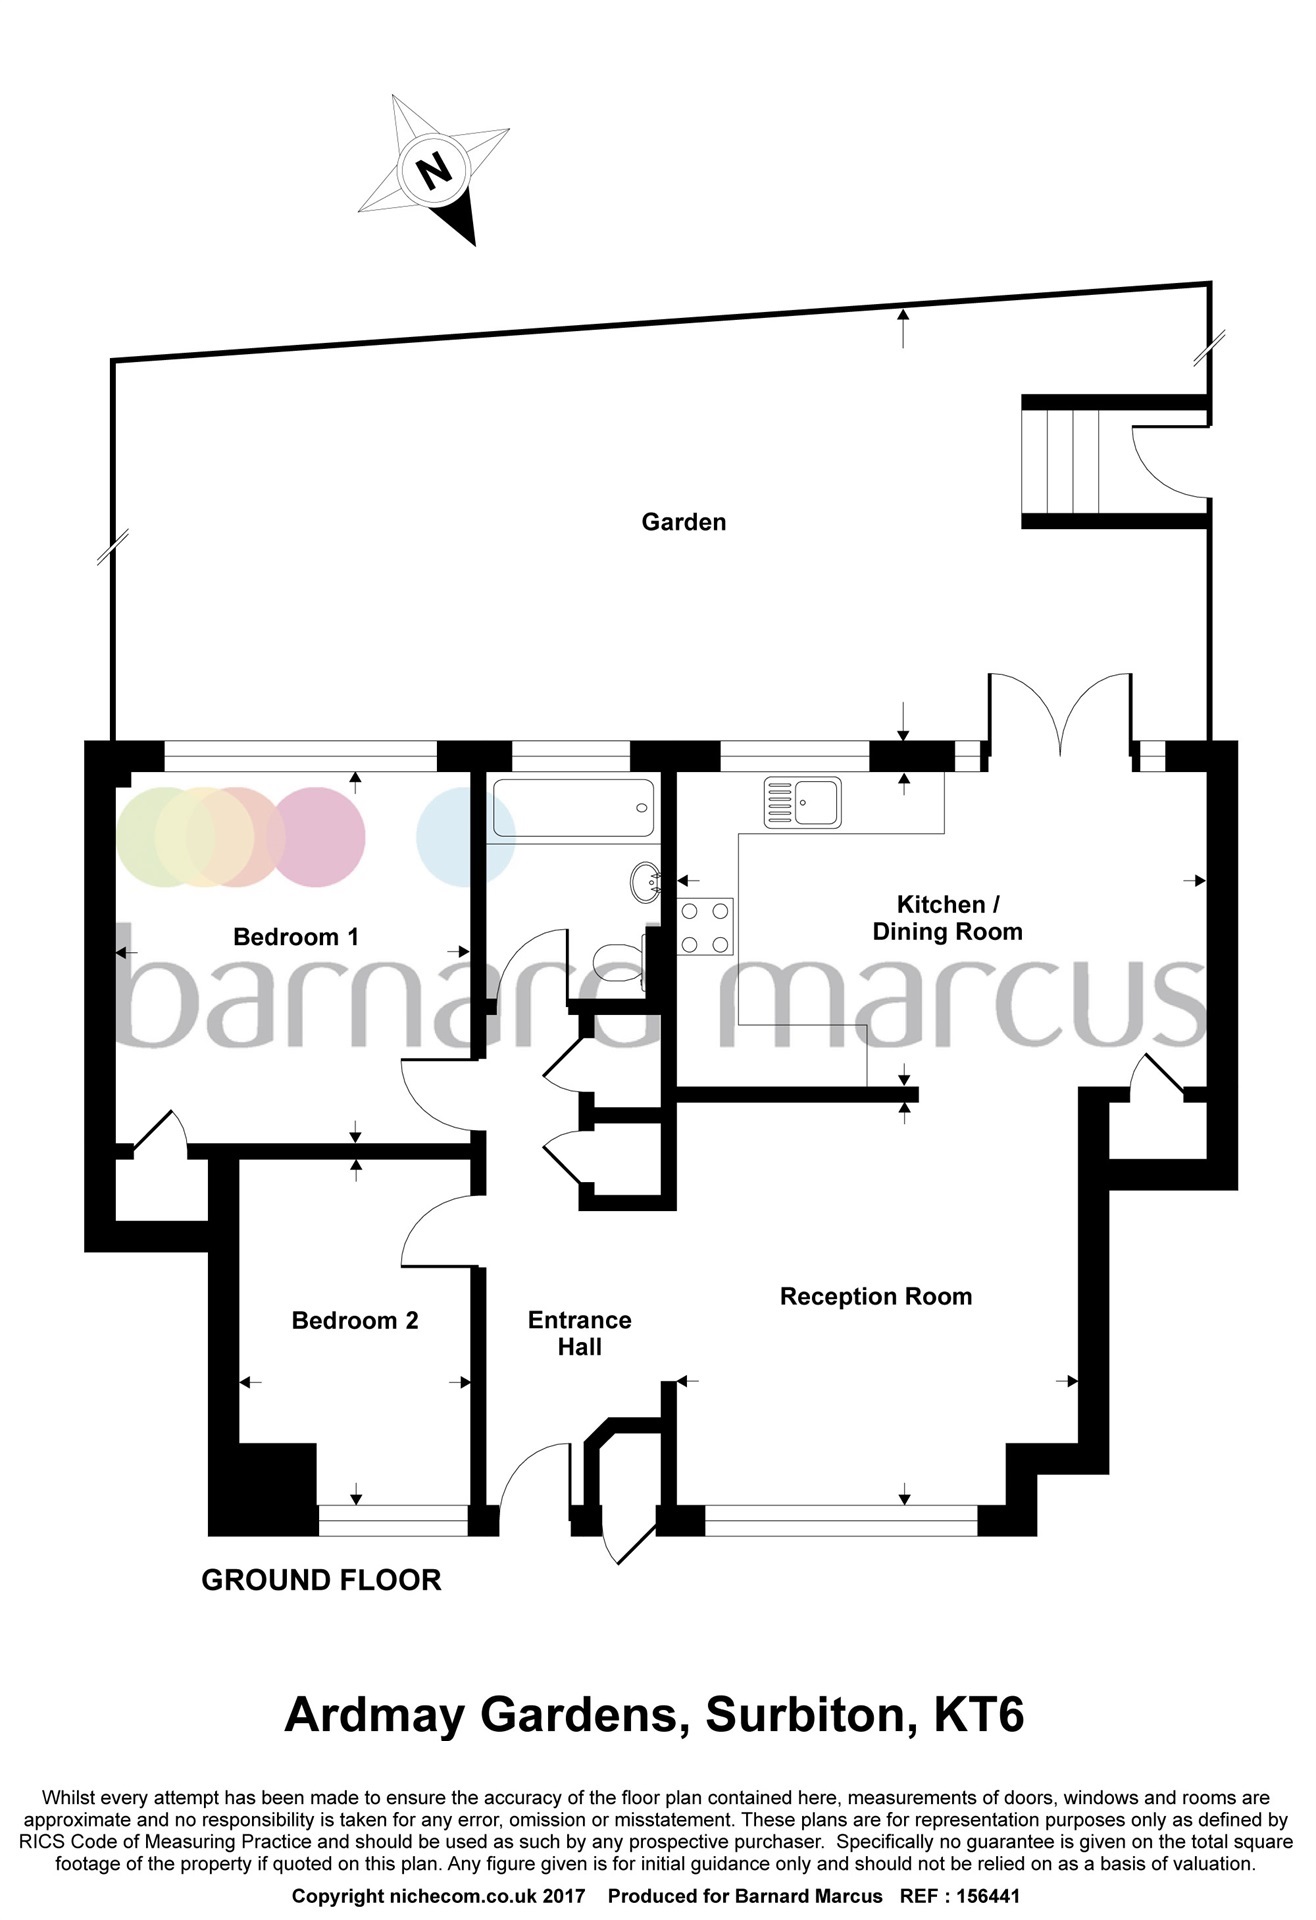 N
Garden
Kitchen /
Dining Room
Bedroom 1
barnard marcus
Reception Room
Bedroom 2
Entrance
Hall
GROUND FLOOR
Ardmay Gardens, Surbiton, KT6
Whilst every attempt has been made to ensure the accuracy of the floor plan contained here, measurements of doors, windows and rooms are
approximate and no responsibility is taken for any error, omission or misstatement. These plans are for representation purposes only as defined by
RICS Code of Measuring Practice and should be used as such by any prospective purchaser. Specifically no guarantee is given on the total square
footage of the property if quoted on this plan. Any figure given is for initial guidance only and should not be relied on as a basis of valuation.
Copyright nichecom.co.uk 2017 Produced for Barnard Marcus REF : 156441